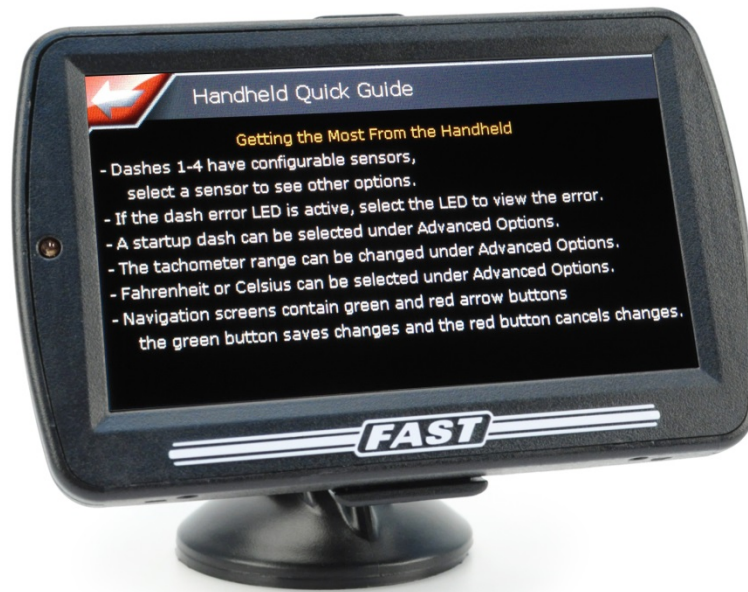 Handheld Quick Guide
Getting the Most From the Handheld
- Dashes 1-4 have configurable sensors,
select a sensor to see other options.
- If the dash error LED is active, select the LED to view the error.
- A startup dash can be selected under Advanced Options.
- The tachometer range can be changed under Advanced Options.
- Fahrenheit or Celsius can be selected under Advanced Options.
- Navigation screens contain green and red arrow buttons
the green button saves changes and the red button cancels changes.
FAST